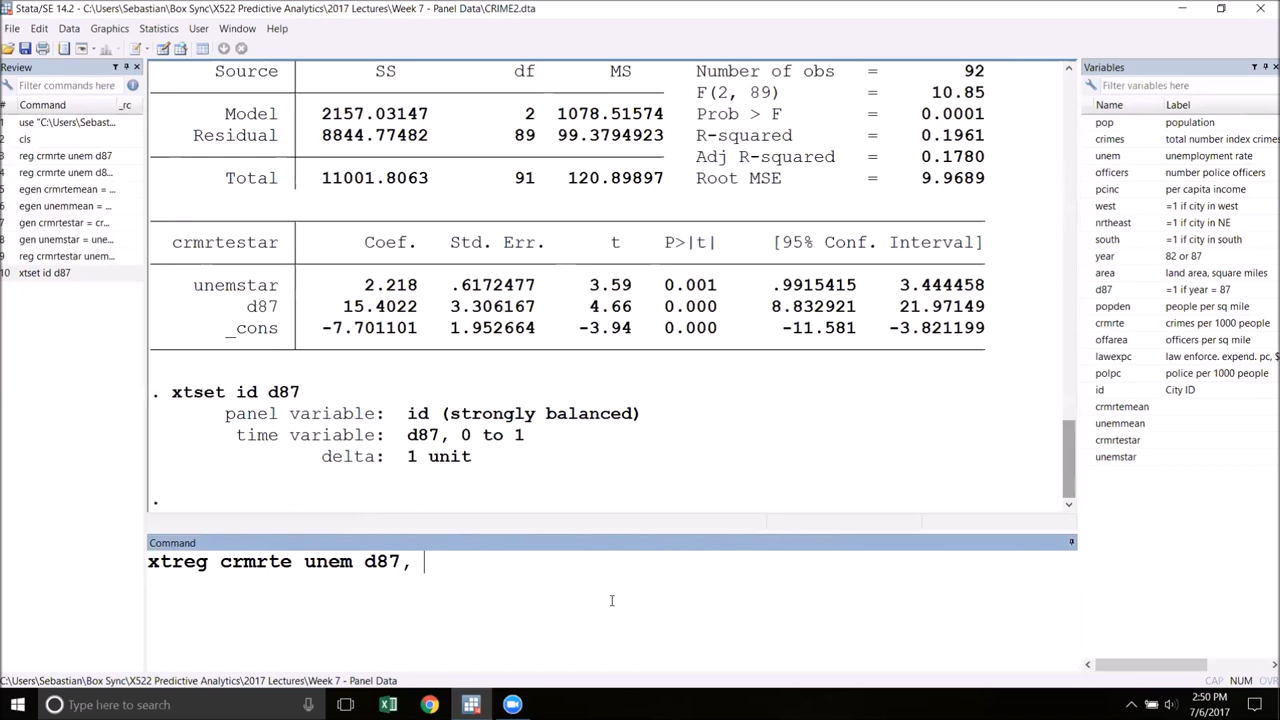 Stata/SE 14.2 - C:\Users\Sebastian\Box Sync\X522 Predictive Analytics\2017 Lectures\Week 7 - Panel Data\CRIME2.dta
File Edit Data Graphics Statistics User Window Help
Review
Filter commands here
# Command _rc
1 use "C:\Users\Sebast...
2 cls
3 reg crmrte unem d87
4 reg crmrte unem d8...
5 egen crmrtemean = ...
6 egen unemmean = ...
7 gen crmrtestar = cr...
8 gen unemstar = une...
9 reg crmrtestar unem...
10 xtset id d87
Source SS df MS Number of obs = 92
F(2, 89) = 10.85
Model 2157.03147 2 1078.51574 Prob > F = 0.0001
Residual 8844.77482 89 99.3794923 R-squared = 0.1961
Adj R-squared = 0.1780
Total 11001.8063 91 120.89897 Root MSE = 9.9689
crmrtestar Coef. Std. Err. t P>|t| [95% Conf. Interval]
unemstar 2.218 .6172477 3.59 0.001 .9915415 3.444458
d87 15.4022 3.306167 4.66 0.000 8.832921 21.97149
_cons -7.701101 1.952664 -3.94 0.000 -11.581 -3.821199
. xtset id d87
panel variable: id (strongly balanced)
time variable: d87, 0 to 1
delta: 1 unit
.
Command
xtreg crmrte unem d87,
Variables
Filter variables here
Name Label
pop population
crimes total number index crimes
unem unemployment rate
officers number police officers
pcinc per capita income
west =1 if city in west
nrtheast =1 if city in NE
south =1 if city in south
year 82 or 87
area land area, square miles
d87 =1 if year = 87
popden people per sq mile
crmrte crimes per 1000 people
offarea officers per sq mile
lawexpc law enforce. expend. pc, $
polpc police per 1000 people
id City ID
crmrtemean
unemmean
crmrtestar
unemstar
C:\Users\Sebastian\Box Sync\X522 Predictive Analytics\2017 Lectures\Week 7 - Panel Data
CAP NUM OVR
Type here to search
2:50 PM
7/6/2017